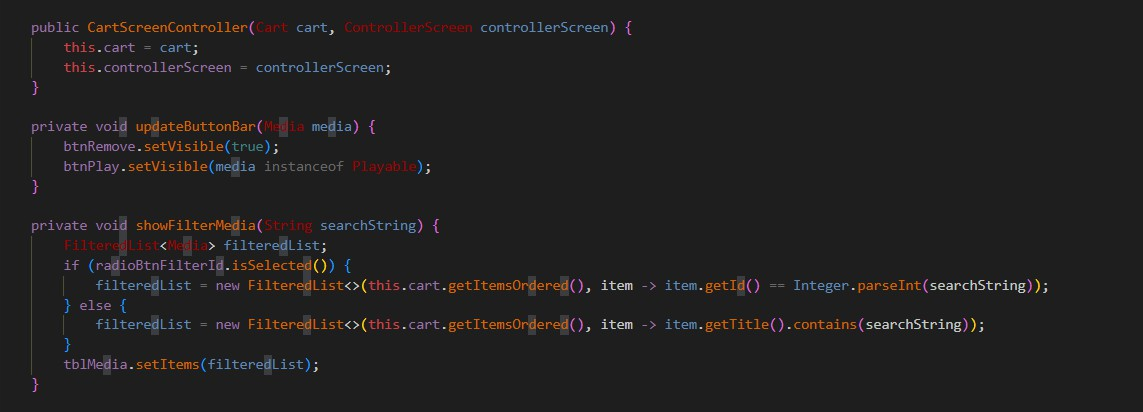 public CartScreenController(Cart cart, ControllerScreen controllerScreen) {
    this.cart = cart;
    this.controllerScreen = controllerScreen;
}

private void updateButtonBar(Media media) {
    btnRemove.setVisible(true);
    btnPlay.setVisible(media instanceof Playable);
}

private void showFilterMedia(String searchString) {
    FilteredList<Media> filteredList;
    if (radioBtnFilterId.isSelected()) {
        filteredList = new FilteredList<>(this.cart.getItemsOrdered(), item -> item.getId() == Integer.parseInt(searchString));
    } else {
        filteredList = new FilteredList<>(this.cart.getItemsOrdered(), item -> item.getTitle().contains(searchString));
    }
    tblMedia.setItems(filteredList);
}